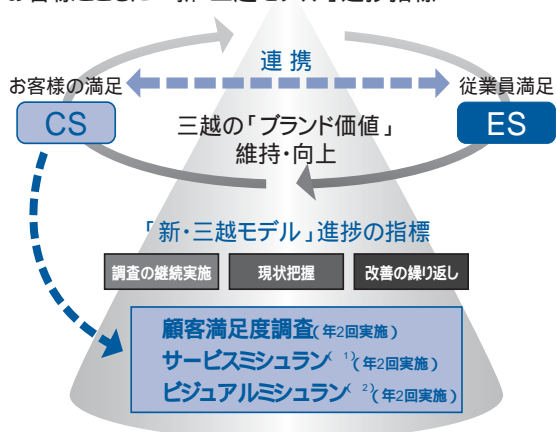 連携
お客様の満足
従業員満足
CS
ES
三越の「ブランド価値」
維持・向上
「新・三越モデル」進捗の指標
調査の継続実施
現状把握
改善の繰り返し
顧客満足度調査(年2回実施)
サービスミシュラン( 1)(年2回実施)
ビジュアルミシュラン( 2)(年2回実施)